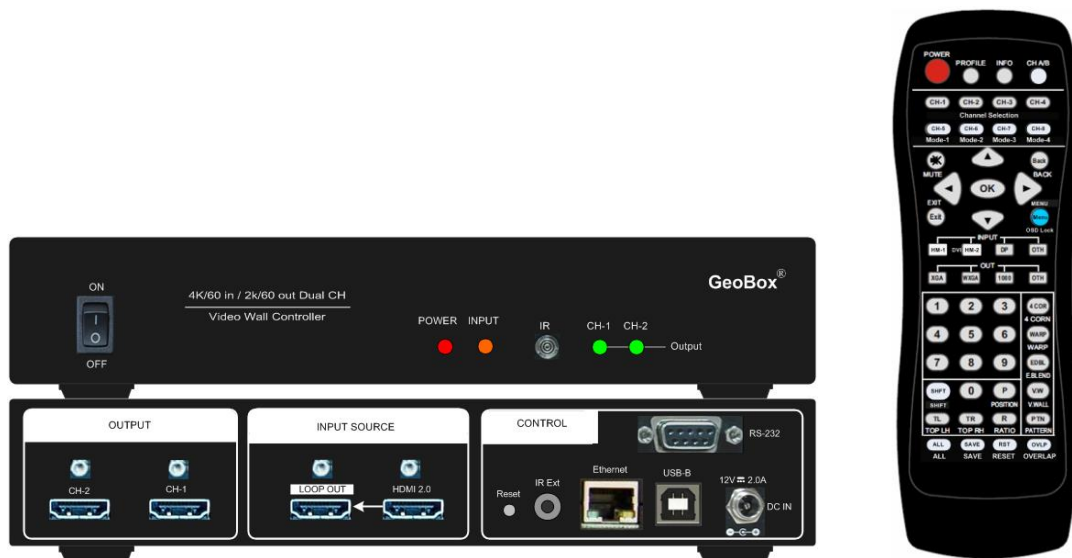 ON
OFF
4K/60 in / 2k/60 out Dual CH
Video Wall Controller
POWER INPUT IR CH-1 CH-2
Output
GeoBox®
OUTPUT
CH-2 CH-1
INPUT SOURCE
LOOP OUT HDMI 2.0
CONTROL
RS-232
Reset IR Ext Ethernet USB-B 12V 2.0A
DC IN
POWER PROFILE INFO CH A/B
CH-1 CH-2 CH-3 CH-4
Channel Selection
CH-5 CH-6 CH-7 CH-8
Mode-1 Mode-2 Mode-3 Mode-4
Back
MUTE BACK
OK
EXIT MENU
Exit Menu
OSD Lock
INPUT
HM-1 DVI HM-2 DP OTH
OUT
XGA WXGA 1080 OTH
1 2 3 4 COR
4 CORN
4 5 6 WARP
WARP
7 8 9 EDBL
E.BLEND
SHFT 0 P V.W
SHIFT POSITION V.WALL
TL TR R PTN
TOP LH TOP RH RATIO PATTERN
ALL SAVE RST OVLP
ALL SAVE RESET OVERLAP